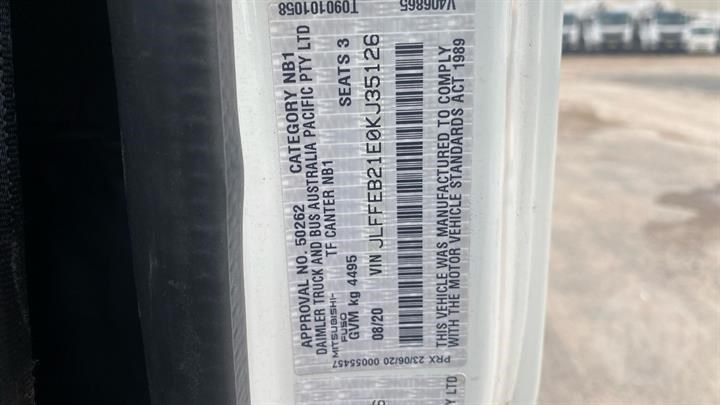 T090101058
V406865
APPROVAL NO. 50262 CATEGORY NB1
DAIMLER TRUCK AND BUS AUSTRALIA PACIFIC PTY LTD
MITSUBISHI-FUSO TF CANTER NB1
GVM kg 4495 SEATS 3
08/20 VIN JLFFEB21E0KJ35126
THIS VEHICLE WAS MANUFACTURED TO COMPLY
WITH THE MOTOR VEHICLE STANDARDS ACT 1989
PRX 23/06/20 00055457
Y LTD